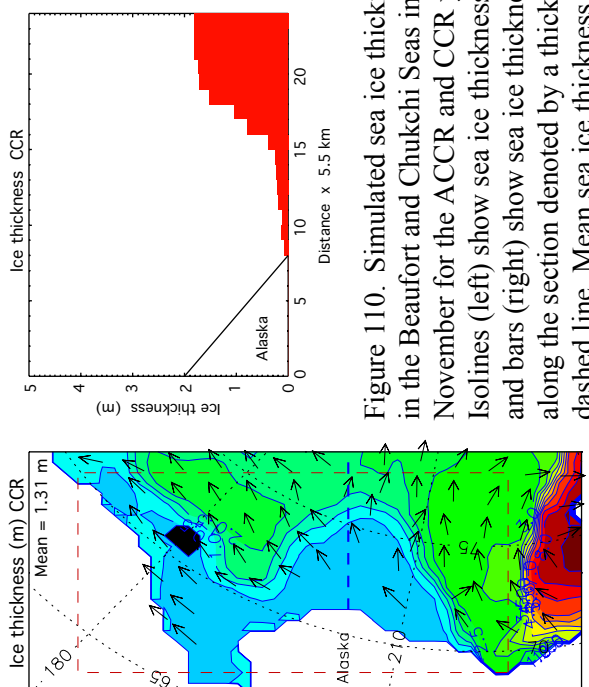 Ice thickness (m) CCR
Mean = 1.31 m
180
65
Alaska
210
75
Ice thickness CCR
Ice thickness (m)
5
4
3
2
1
0
Alaska
0
5
10
15
20
Distance x 5.5 km
Figure 110. Simulated sea ice
in the Beaufort and Chukchi Seas in
November for the ACCR and CCR
Isolines (left) show sea ice thickness
and bars (right) show sea ice
along the section denoted by a thick
dashed line. Mean sea ice thickness